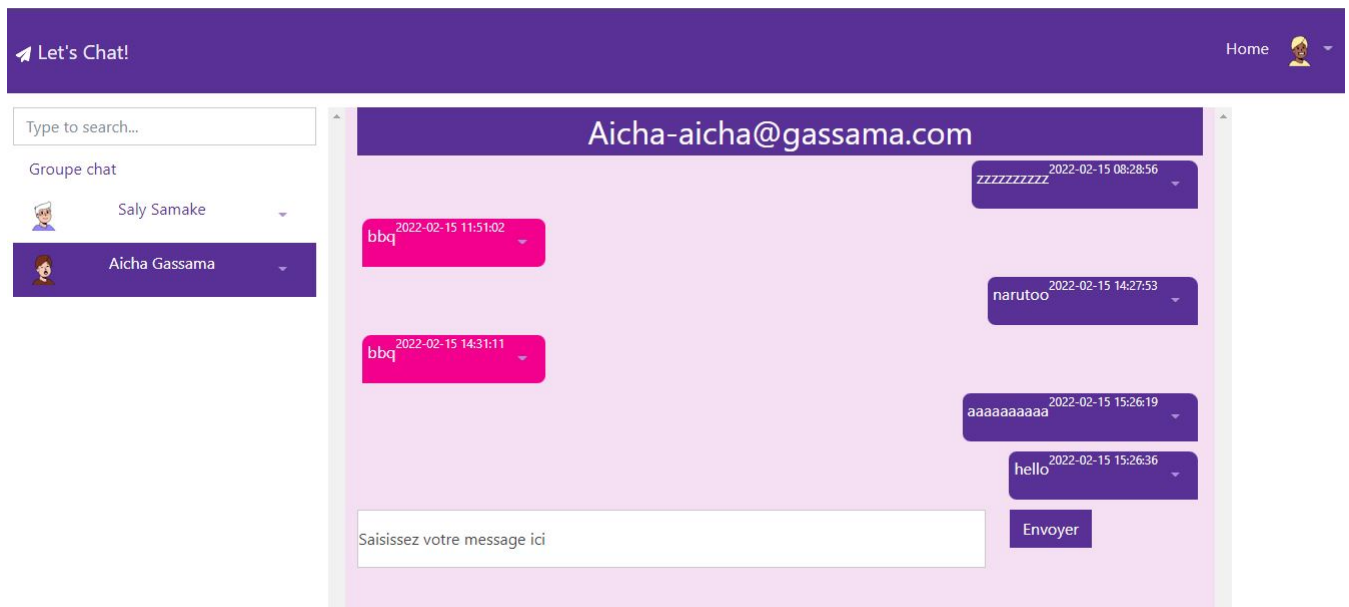 Let's Chat!
Home
Type to search...
Groupe chat
Saly Samake
Aicha Gassama
Aicha-aicha@gassama.com
zzzzzzzzzz 2022-02-15 08:28:56
bbq 2022-02-15 11:51:02
narutoo 2022-02-15 14:27:53
bbq 2022-02-15 14:31:11
aaaaaaaaaa 2022-02-15 15:26:19
hello 2022-02-15 15:26:36
Saisissez votre message ici
Envoyer